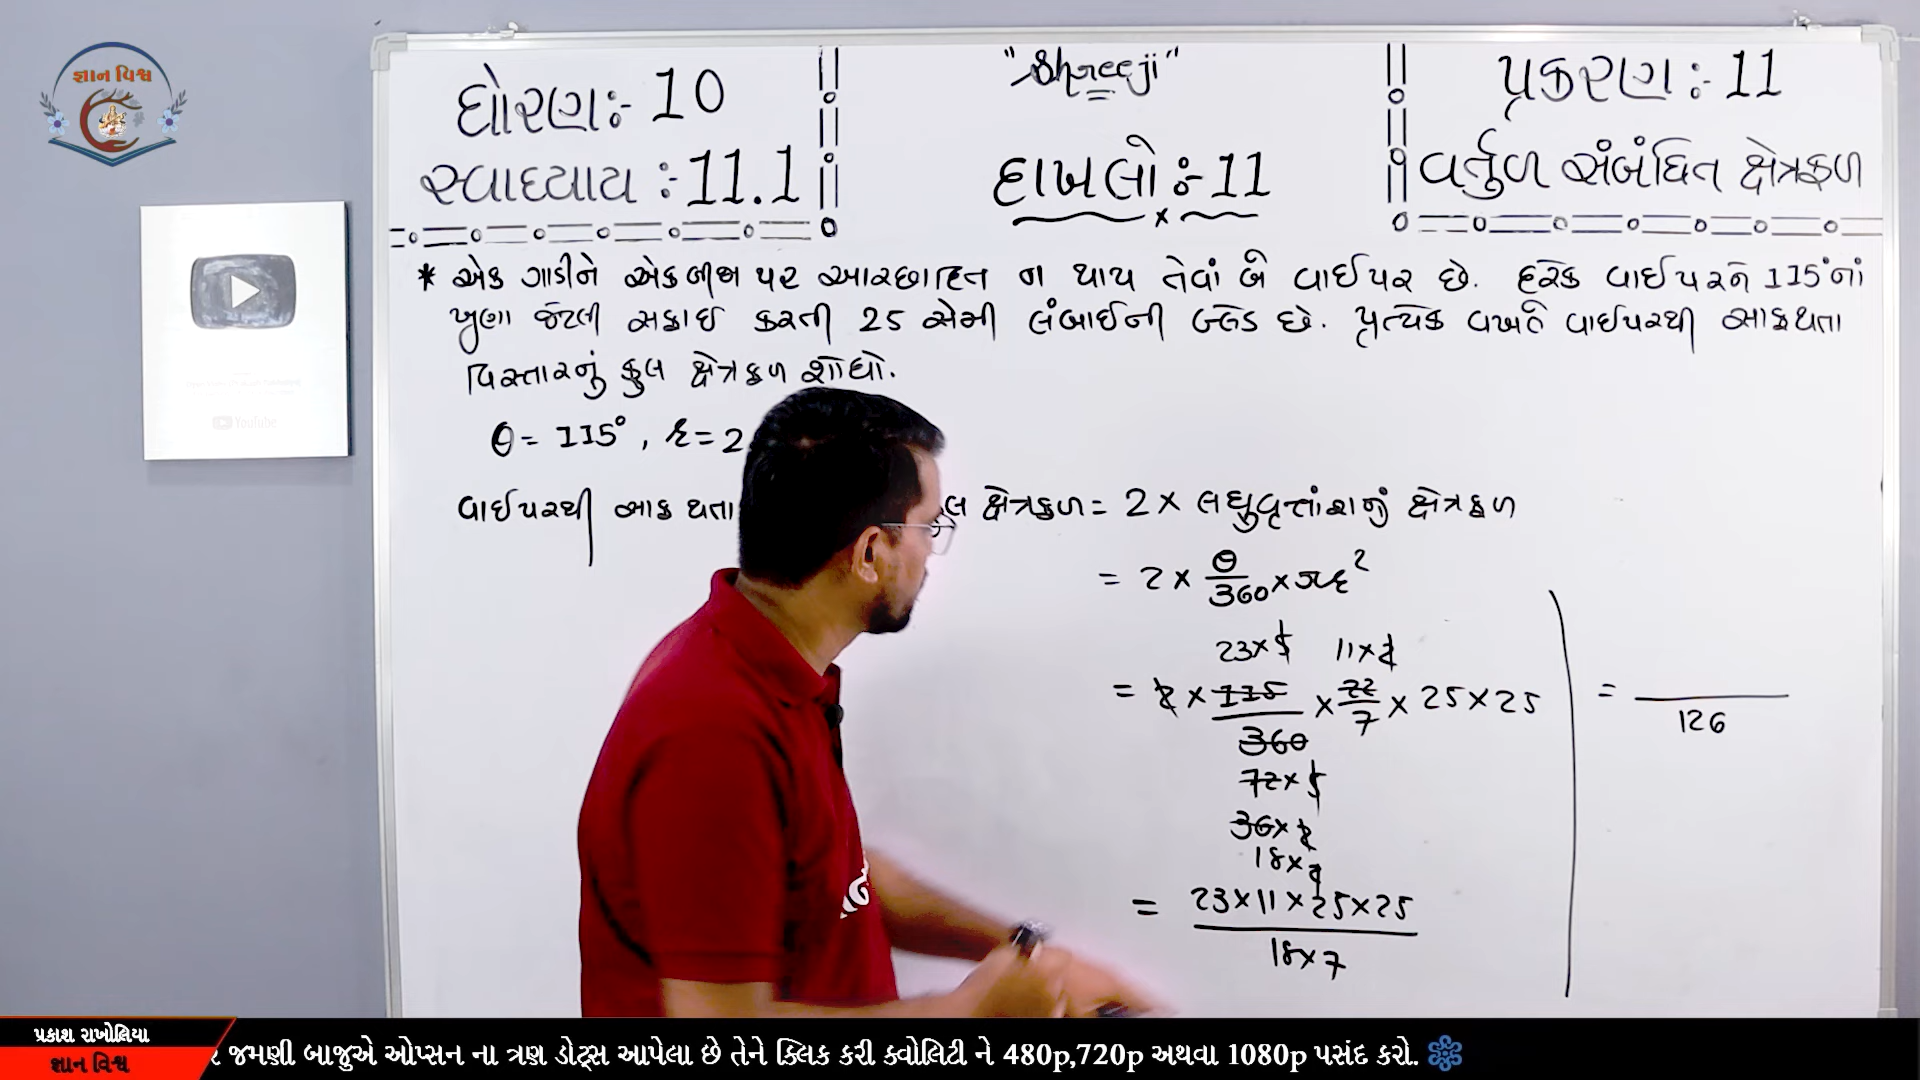 જ્ઞાન વિશ્વ
ધોરણ:- 10
સ્વાધ્યાય :- 11.1
"Shreeji"
દાખલો :- 11
પ્રકરણ :- 11
વર્તુળ સંબંધિત ક્ષેત્રફળ
* એક ગાડીને એકબીજા પર આચ્છાદિત ન થાય તેવાં બે વાઈપર છે. દરેક વાઈપરને 115°નાં
ખુણા જેટલી સફાઈ કરતી 25 સેમી લંબાઈની બ્લેડ છે. પ્રત્યેક વખતે વાઈપરથી સાફ થતા
વિસ્તારનું કુલ ક્ષેત્રફળ શોધો.
θ = 115°, r = 2
વાઈપરથી સાફ થતા લ ક્ષેત્રફળ = 2 × લઘુવૃત્તાંશનું ક્ષેત્રફળ
= 2 × θ/360 × πr²
23×5 11×2
= 2 × 115/360 × 22/7 × 25 × 25
72×5
36×2
18×2
= 23×11×25×25 / 18×7
= / 126
YouTube
પ્રકાશ રાખોલિયા
જ્ઞાન વિશ્વ
જમણી બાજુએ ઓપ્સન ના ત્રણ ડોટ્સ આપેલા છે તેને ક્લિક કરી ક્વોલિટી ને 480p,720p અથવા 1080p પસંદ કરો.